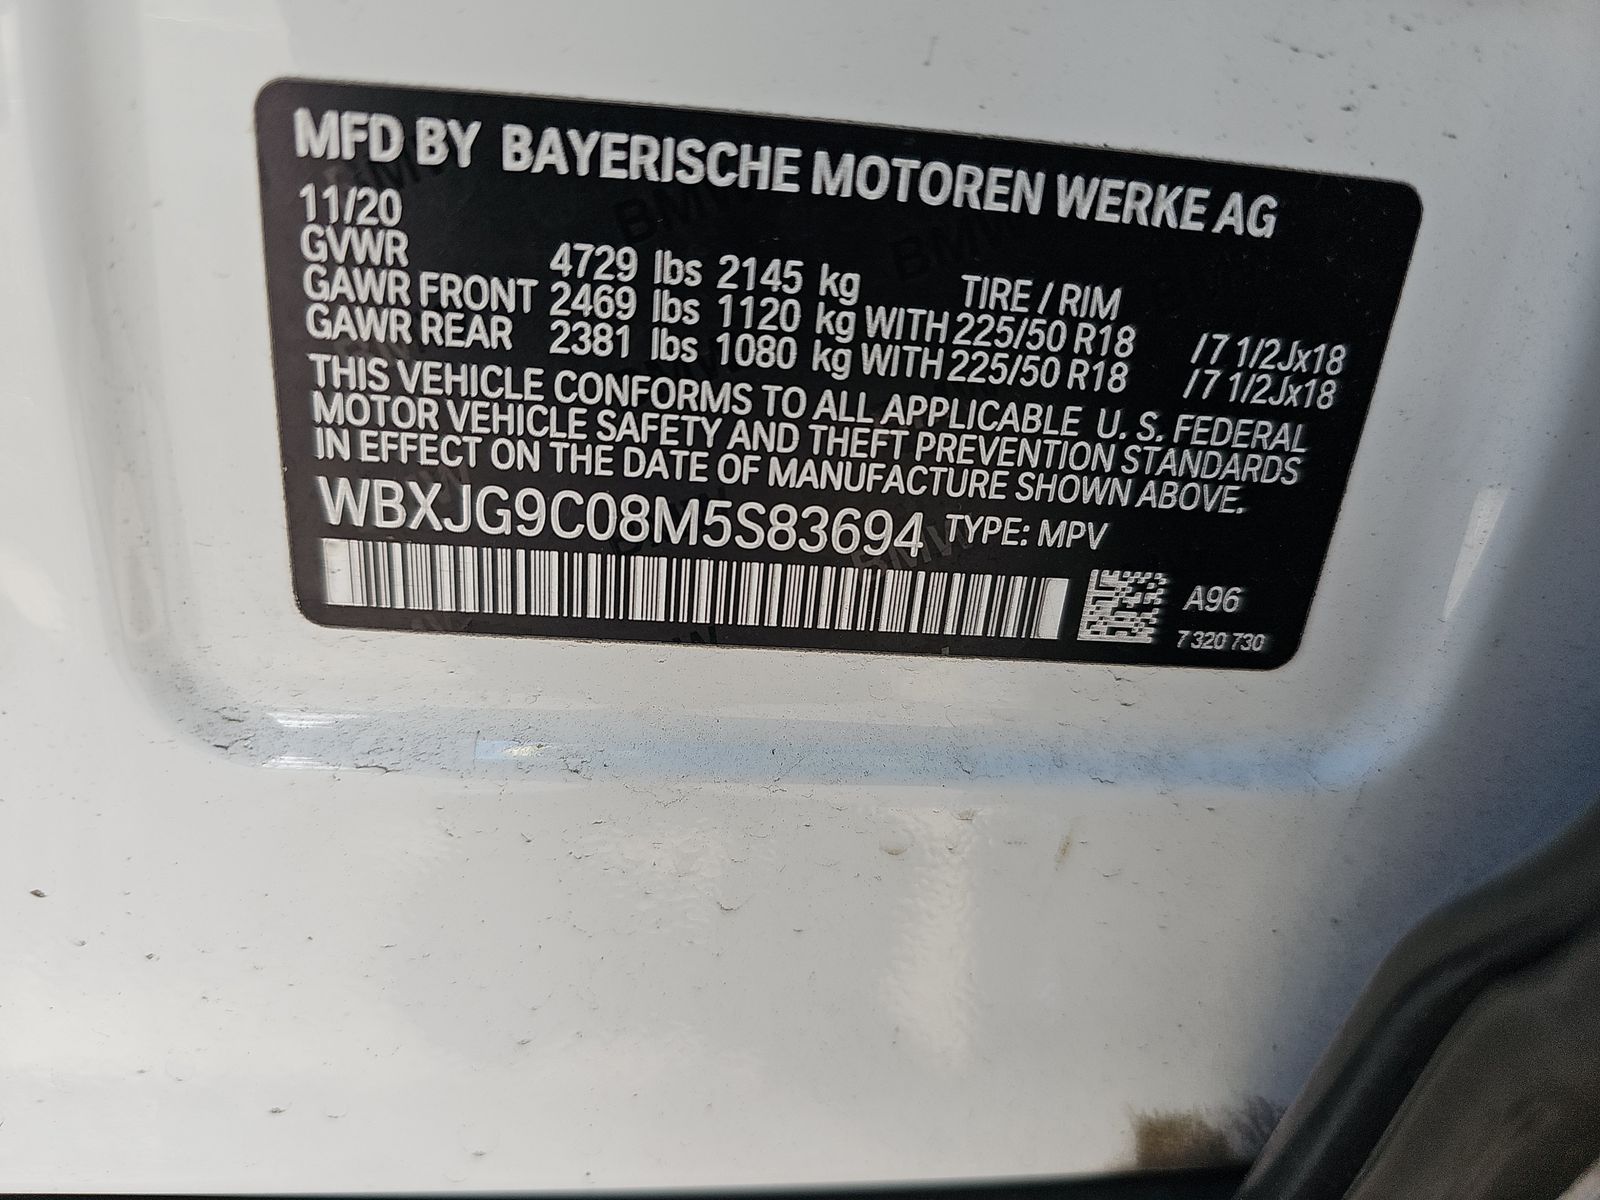 MFD BY BAYERISCHE MOTOREN WERKE AG
11/20
GVWR 4729 lbs 2145 kg TIRE / RIM
GAWR FRONT 2469 lbs 1120 kg WITH 225/50 R18 / 7 1/2Jx18
GAWR REAR 2381 lbs 1080 kg WITH 225/50 R18 / 7 1/2Jx18
THIS VEHICLE CONFORMS TO ALL APPLICABLE U. S. FEDERAL
MOTOR VEHICLE SAFETY AND THEFT PREVENTION STANDARDS
IN EFFECT ON THE DATE OF MANUFACTURE SHOWN ABOVE.
WBXJG9C08M5S83694 TYPE: MPV
A96
7 320 730